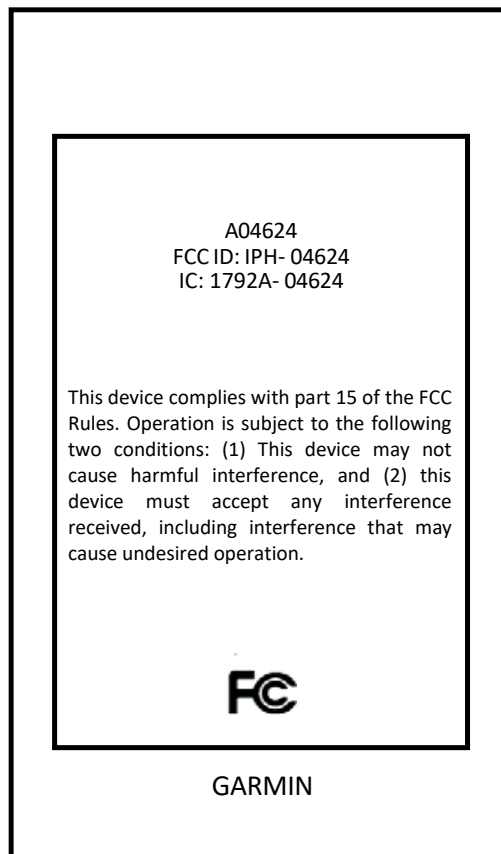 A04624
FCC ID: IPH- 04624
IC: 1792A- 04624
This device complies with part 15 of the FCC
Rules. Operation is subject to the following
two conditions: (1) This device may not
cause harmful interference, and (2) this
device must accept any interference
received, including interference that may
cause undesired operation.
FC
GARMIN